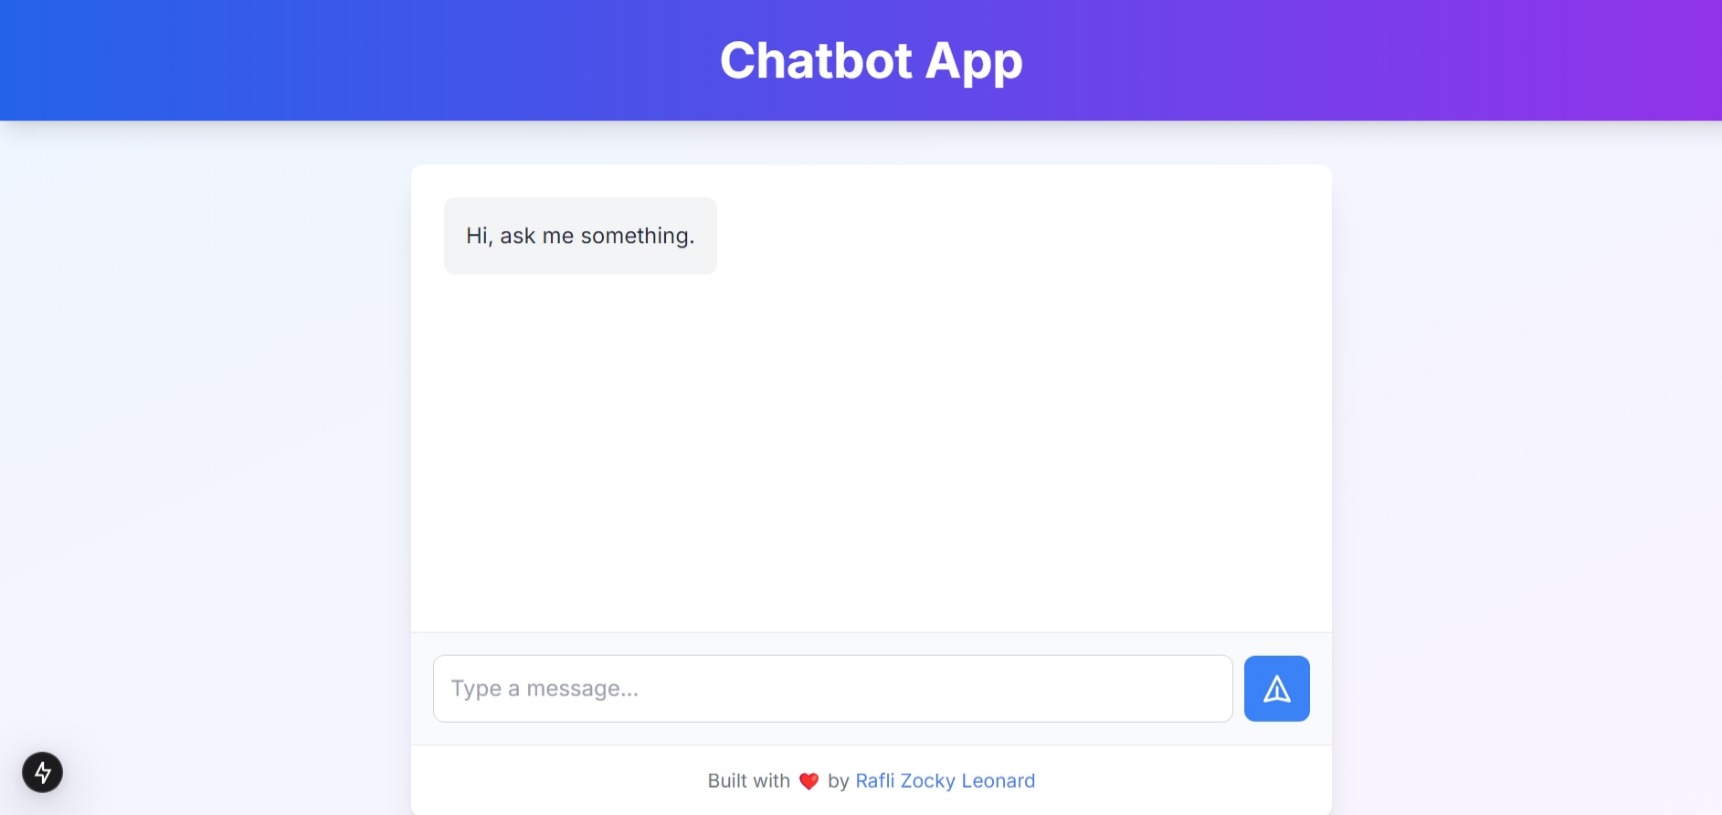 Chatbot App
Hi, ask me something.
Type a message...
Built with ❤️ by Rafli Zocky Leonard